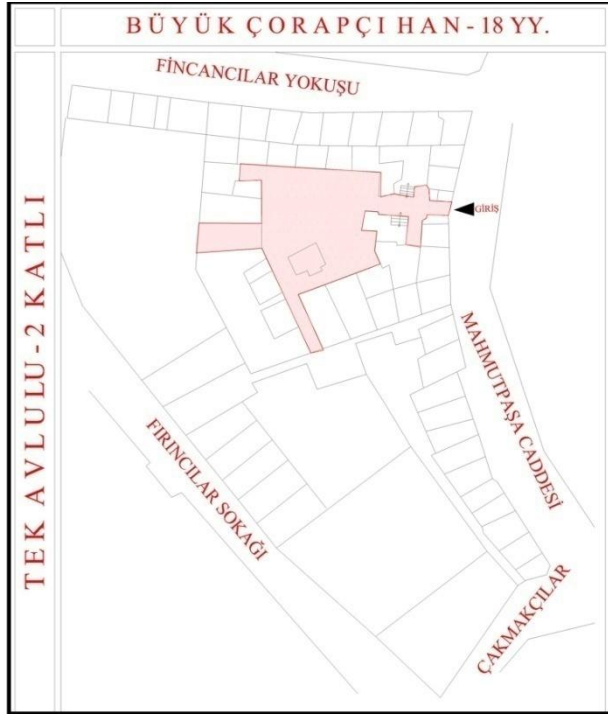 BÜYÜK ÇORAPÇI HAN - 18 YY.
TEK AVLULU - 2 KATLI
FİNCANCILAR YOKUŞU
GİRİŞ
MAHMUTPAŞA CADDESİ
FIRINCILAR SOKAĞI
ÇAKMAKÇILAR